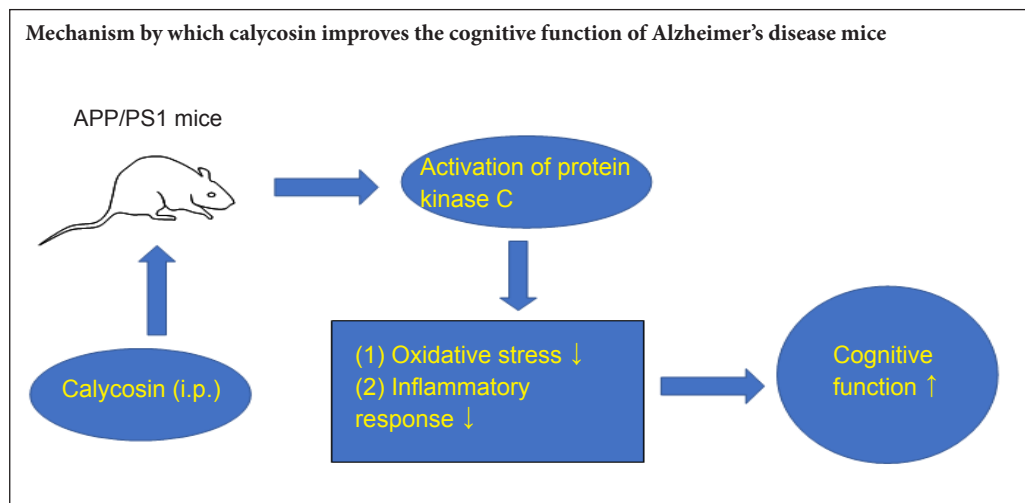 Mechanism by which calycosin improves the cognitive function of Alzheimer's disease mice
APP/PS1 mice
Activation of protein
kinase C
Calycosin (i.p.)
(1) Oxidative stress ↓
(2) Inflammatory
response ↓
Cognitive
function ↑